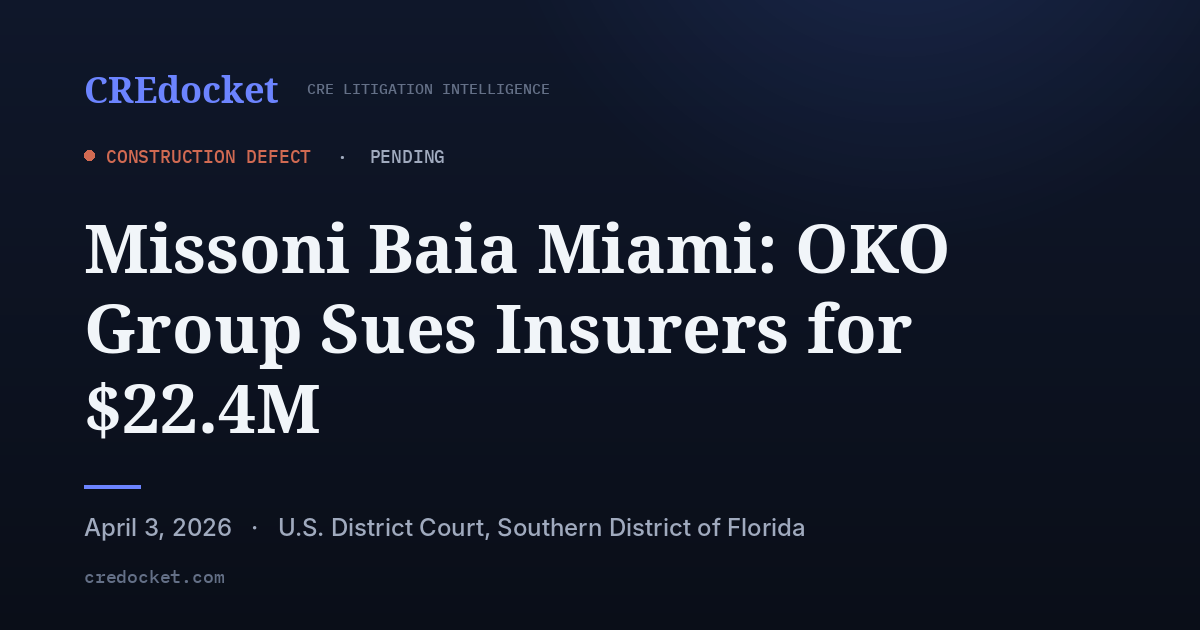 CREdocket CRE LITIGATION INTELLIGENCE
CONSTRUCTION DEFECT · PENDING
Missoni Baia Miami: OKO
Group Sues Insurers for
$22.4M
April 3, 2026 · U.S. District Court, Southern District of Florida
credocket.com